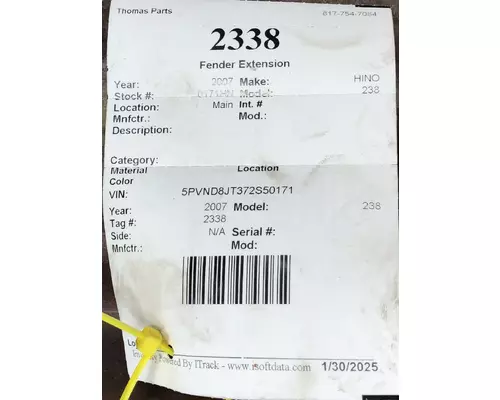 Thomas Parts 817-754-7084
2338
Fender Extension
Year: 2007 Make: HINO
Stock #: Model: 238
Location: Main Int. #
Mnfctr.: Mod.:
Description:
Category:
Material Location
Color
VIN: 5PVND8JT372S50171
Year: 2007 Model: 238
Tag #: 2338
Side: N/A Serial #:
Mnfctr.: Mod:
By ITrack - www.isoftdata.com 1/30/2025